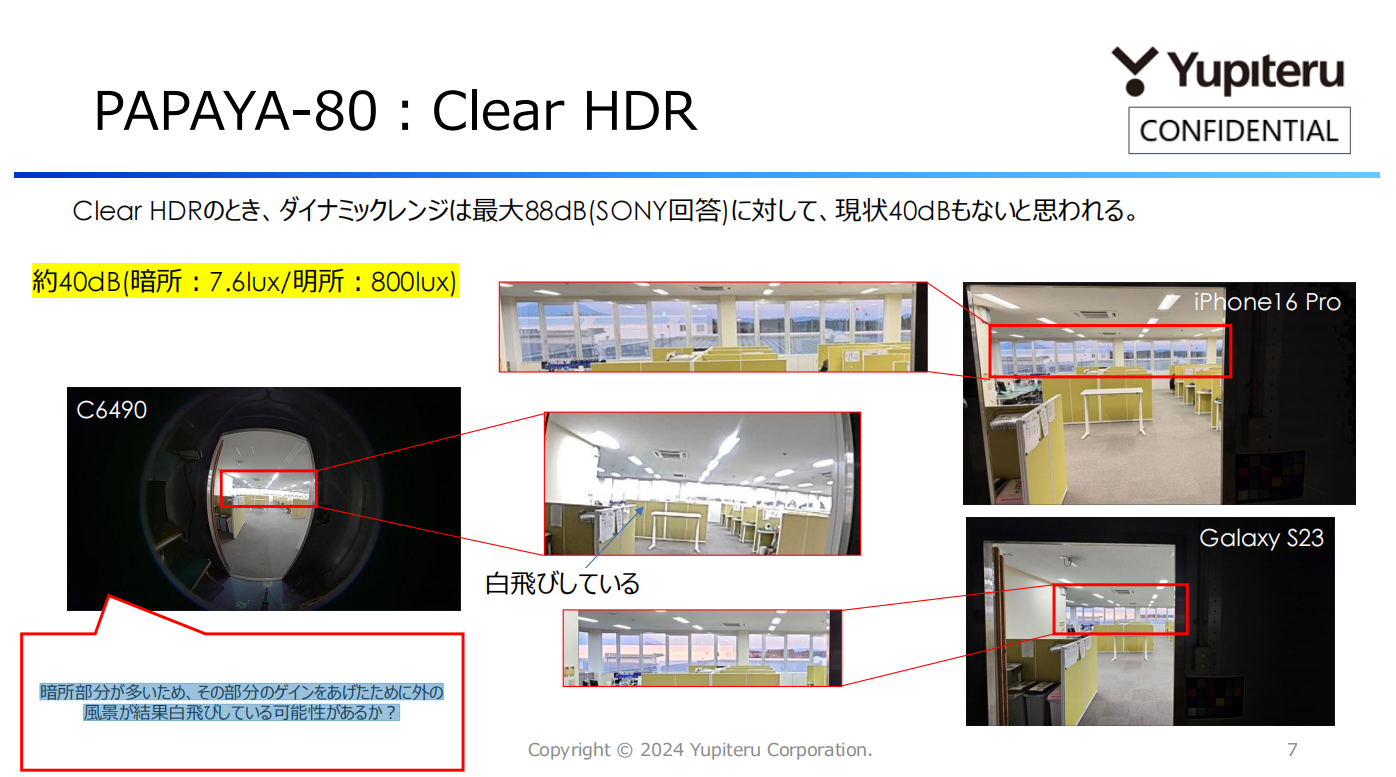 Yupiteru
CONFIDENTIAL
PAPAYA-80：Clear HDR
Clear HDRのとき、ダイナミックレンジは最大88dB(SONY回答)に対して、現状40dBもないと思われる。
約40dB(暗所：7.6lux/明所：800lux)
iPhone16 Pro
C6490
Galaxy S23
白飛びしている
暗所部分が多いため、その部分のゲインをあげたために外の
風景が結果白飛びしている可能性があるか？
Copyright © 2024 Yupiteru Corporation.
7